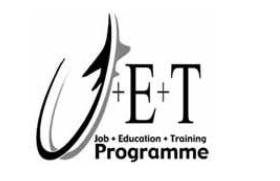 J+E+T
Job + Education + Training
Programme